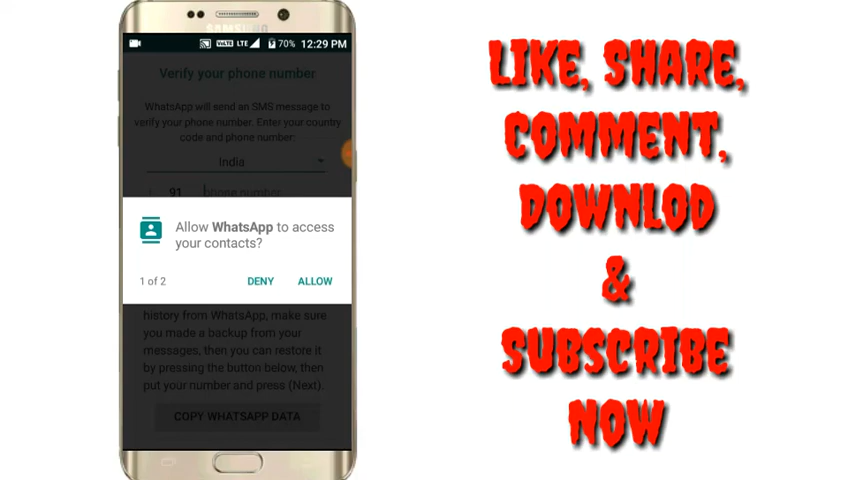 SAMSUNG
VoLTE LTE 70% 12:29 PM
Verify your phone number
WhatsApp will send an SMS message to
verify your phone number. Enter your country
code and phone number:
India
+ 91 phone number
Allow WhatsApp to access
your contacts?
1 of 2 DENY ALLOW
history from WhatsApp, make sure
you made a backup from your
messages, then you can restore it
by pressing the button below, then
put your number and press (Next).
COPY WHATSAPP DATA
LIKE, SHARE,
COMMENT,
DOWNLOD
&
SUBSCRIBE
NOW